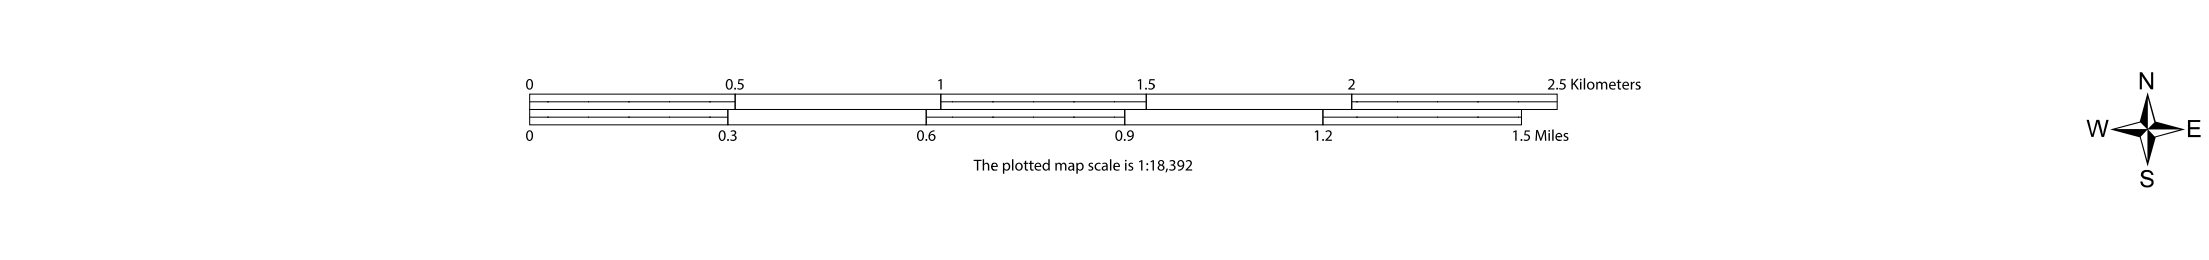 0 0.5 1 1.5 2 2.5 Kilometers
0 0.3 0.6 0.9 1.2 1.5 Miles
The plotted map scale is 1:18,392
N
W E
S